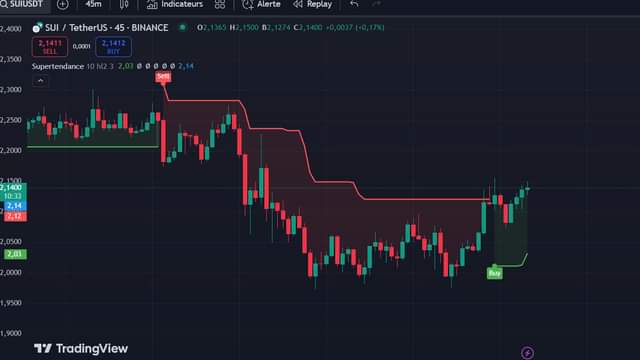 SUIUSDT 45m Indicateurs Alerte Replay
2,4000 SUI / TetherUS · 45 · BINANCE O2,1365 H2,1500 B2,1274 C2,1400 +0,0037 (+0,17%)
2,1411 SELL 0,0001 2,1412 BUY
2,3500
Supertendance 10 hl2 3 2,03 Ø Ø Ø Ø Ø 2,14
Sell
2,3000
2,2500
2,2000
2,1400
10:33
2,14
2,12
2,0500
2,03
2,0000
Buy
1,9500
1,9000
TradingView